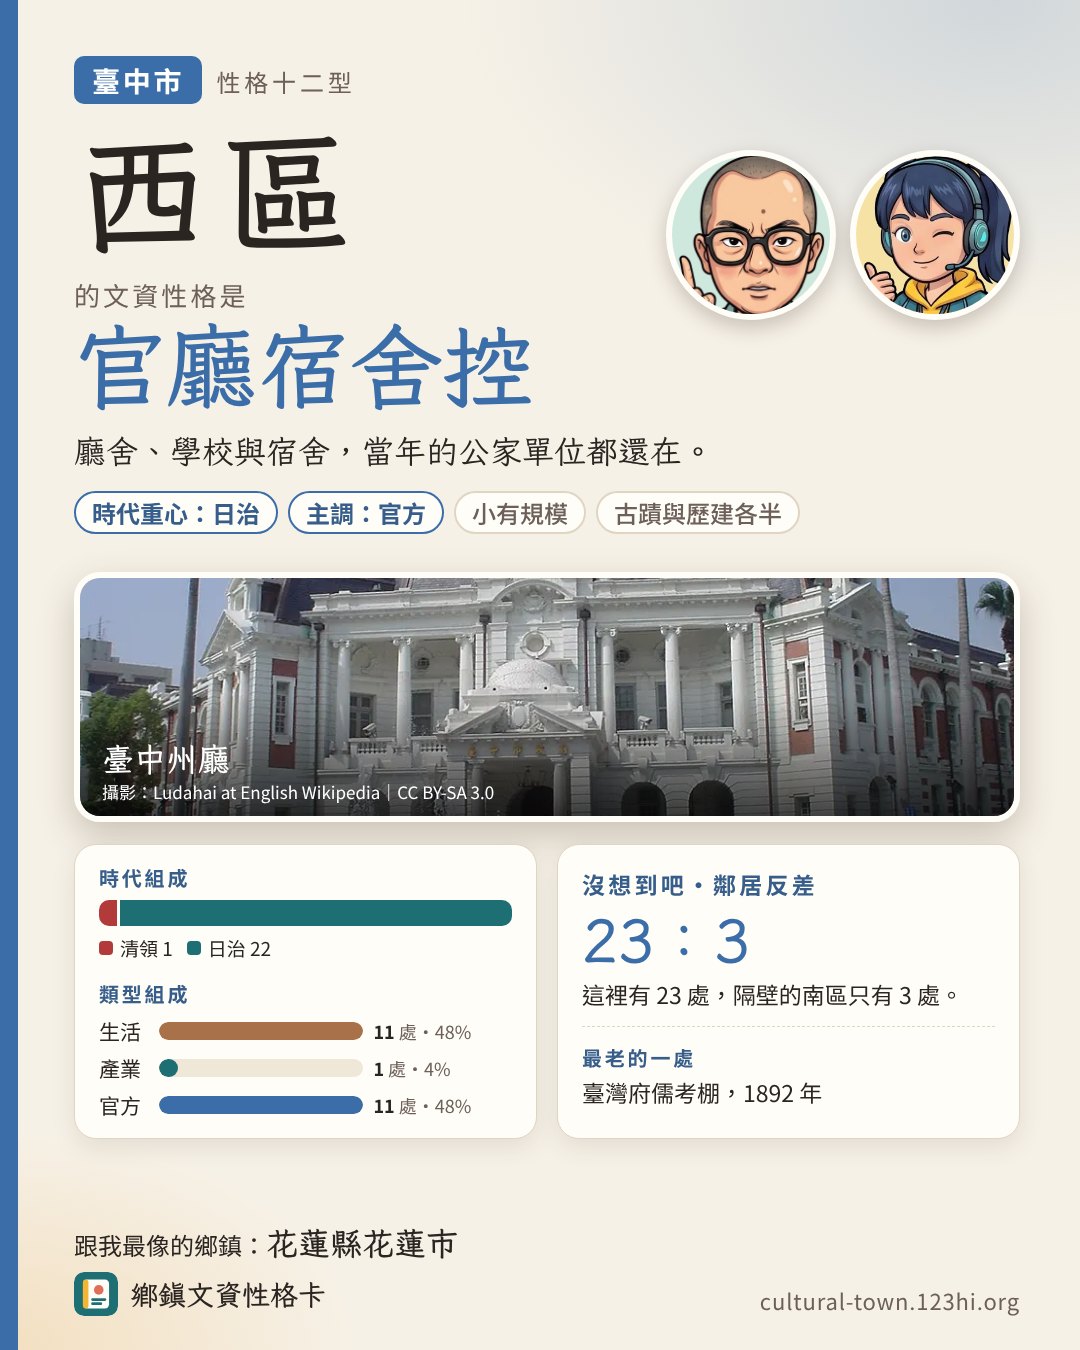 臺中市 性格十二型
西區
的文資性格是
官廳宿舍控
廳舍、學校與宿舍，當年的公家單位都還在。
時代重心：日治 主調：官方 小有規模 古蹟與歷建各半
臺中州廳
攝影：Ludahai at English Wikipedia｜CC BY-SA 3.0
時代組成
清領 1 日治 22
類型組成
生活 11 處・48%
產業 1 處・4%
官方 11 處・48%
沒想到吧・鄰居反差
23：3
這裡有 23 處，隔壁的南區只有 3 處。
最老的一處
臺灣府儒考棚，1892 年
跟我最像的鄉鎮：花蓮縣花蓮市
鄉鎮文資性格卡
cultural-town.123hi.org